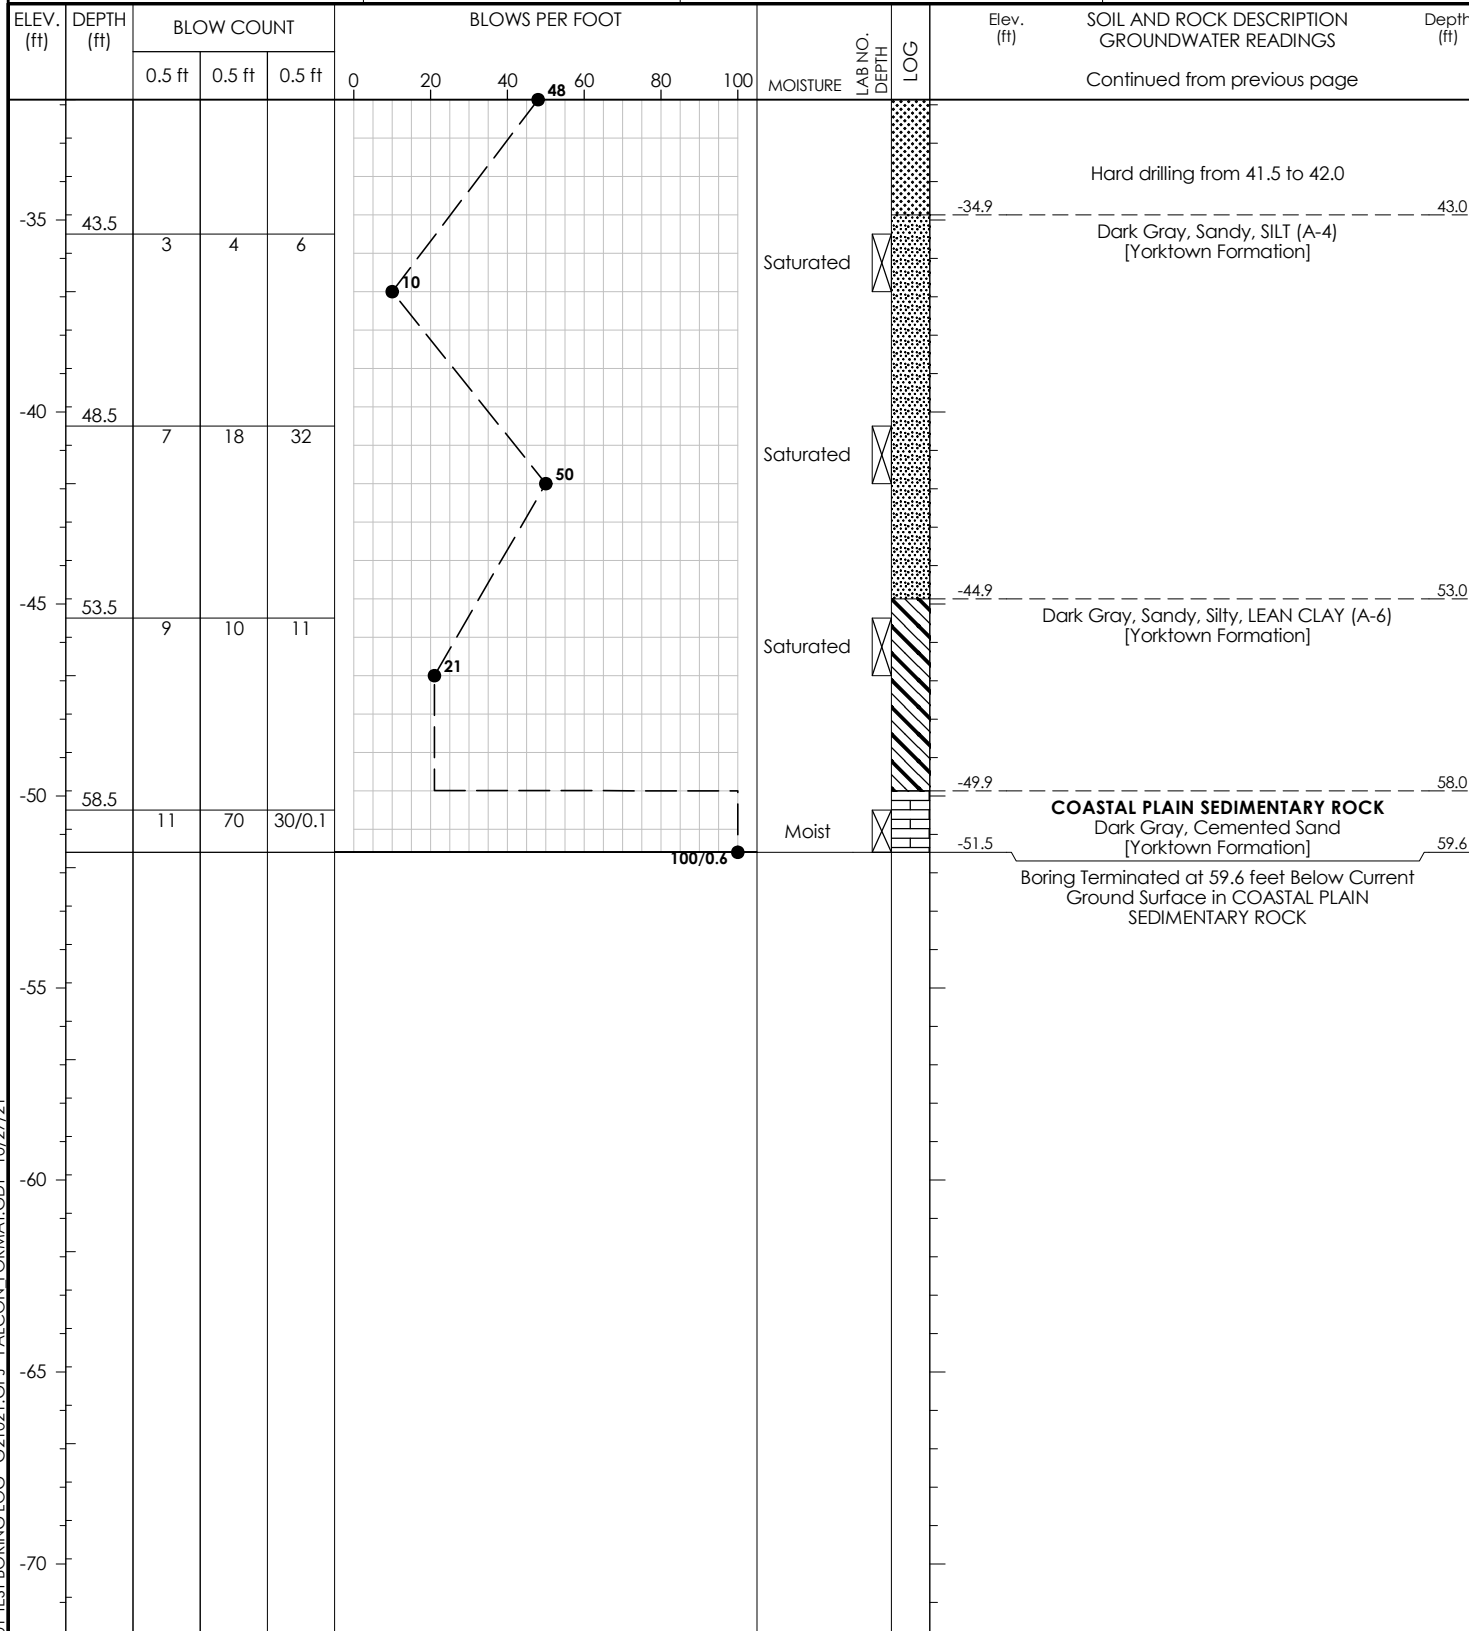 ELEV. (ft)
DEPTH (ft)
BLOW COUNT
0.5 ft 0.5 ft 0.5 ft
BLOWS PER FOOT
0 20 40 60 80 100
MOISTURE
LAB NO. DEPTH
LOG
Elev. (ft)
SOIL AND ROCK DESCRIPTION
GROUNDWATER READINGS
Continued from previous page
Depth (ft)
48
Hard drilling from 41.5 to 42.0
-34.9 43.0
-35 43.5
3 4 6
Saturated
Dark Gray, Sandy, SILT (A-4)
[Yorktown Formation]
10
-40 48.5
7 18 32
Saturated
50
-44.9 53.0
-45 53.5
9 10 11
Saturated
Dark Gray, Sandy, Silty, LEAN CLAY (A-6)
[Yorktown Formation]
21
-49.9 58.0
-50 58.5
11 70 30/0.1
Moist
COASTAL PLAIN SEDIMENTARY ROCK
Dark Gray, Cemented Sand
[Yorktown Formation]
-51.5 59.6
100/0.6
Boring Terminated at 59.6 feet Below Current
Ground Surface in COASTAL PLAIN
SEDIMENTARY ROCK
-55
-60
-65
-70